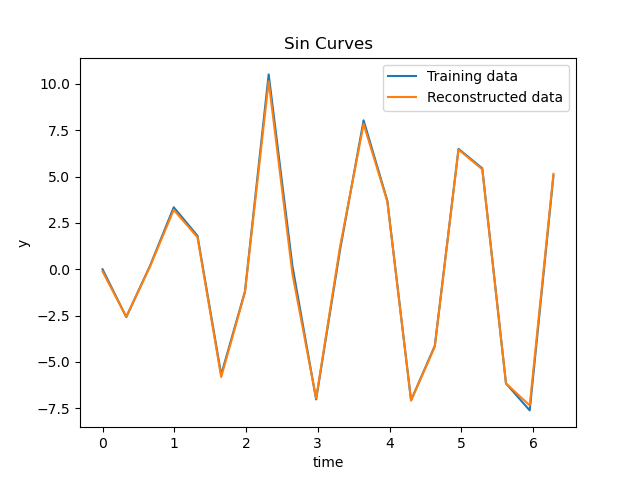 Sin Curves
Training data
Reconstructed data
10.0
7.5
5.0
2.5
0.0
−2.5
−5.0
−7.5
y
0 1 2 3 4 5 6
time